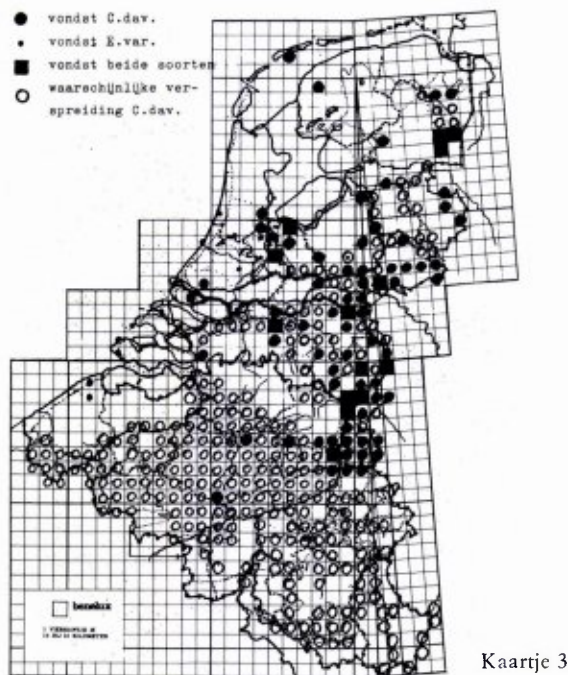 vondst C.dav.
vondst E.var.
vondst beide soorten
waarschijnlijke ver-
spreiding C.dav.
benelux
Kaartje 3